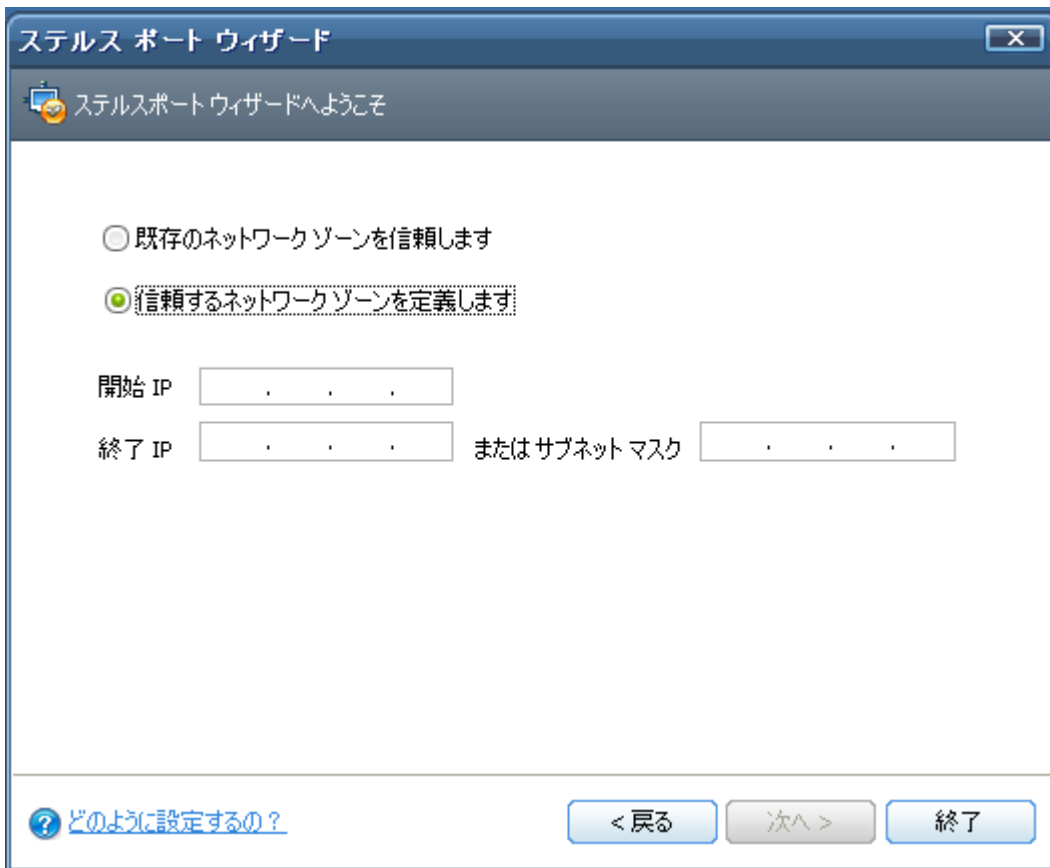 ステルス ポート ウィザード
ステルスポート ウィザードへようこそ
既存のネットワーク ゾーンを信頼します
信頼するネットワーク ゾーンを定義します
開始 IP . . .
終了 IP . . . または サブネット マスク . . .
どのように設定するの？ < 戻る 次へ > 終了